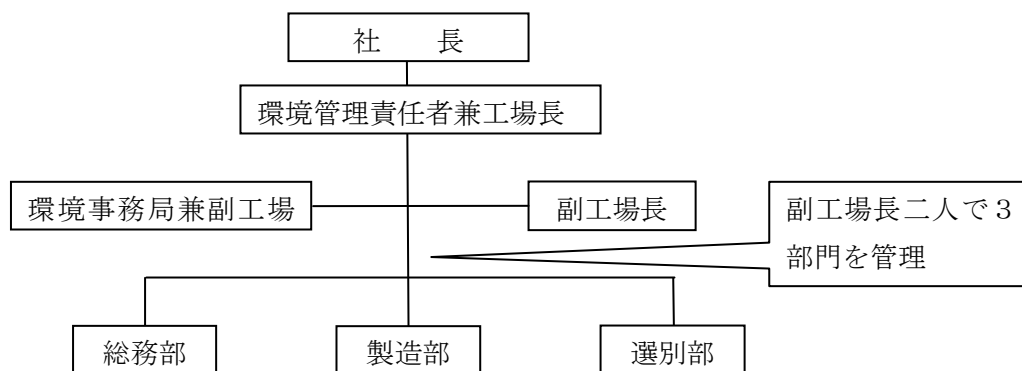 社　　長
環境管理責任者兼工場長
環境事務局兼副工場
副工場長
副工場長二人で３
部門を管理
総務部
製造部
選別部